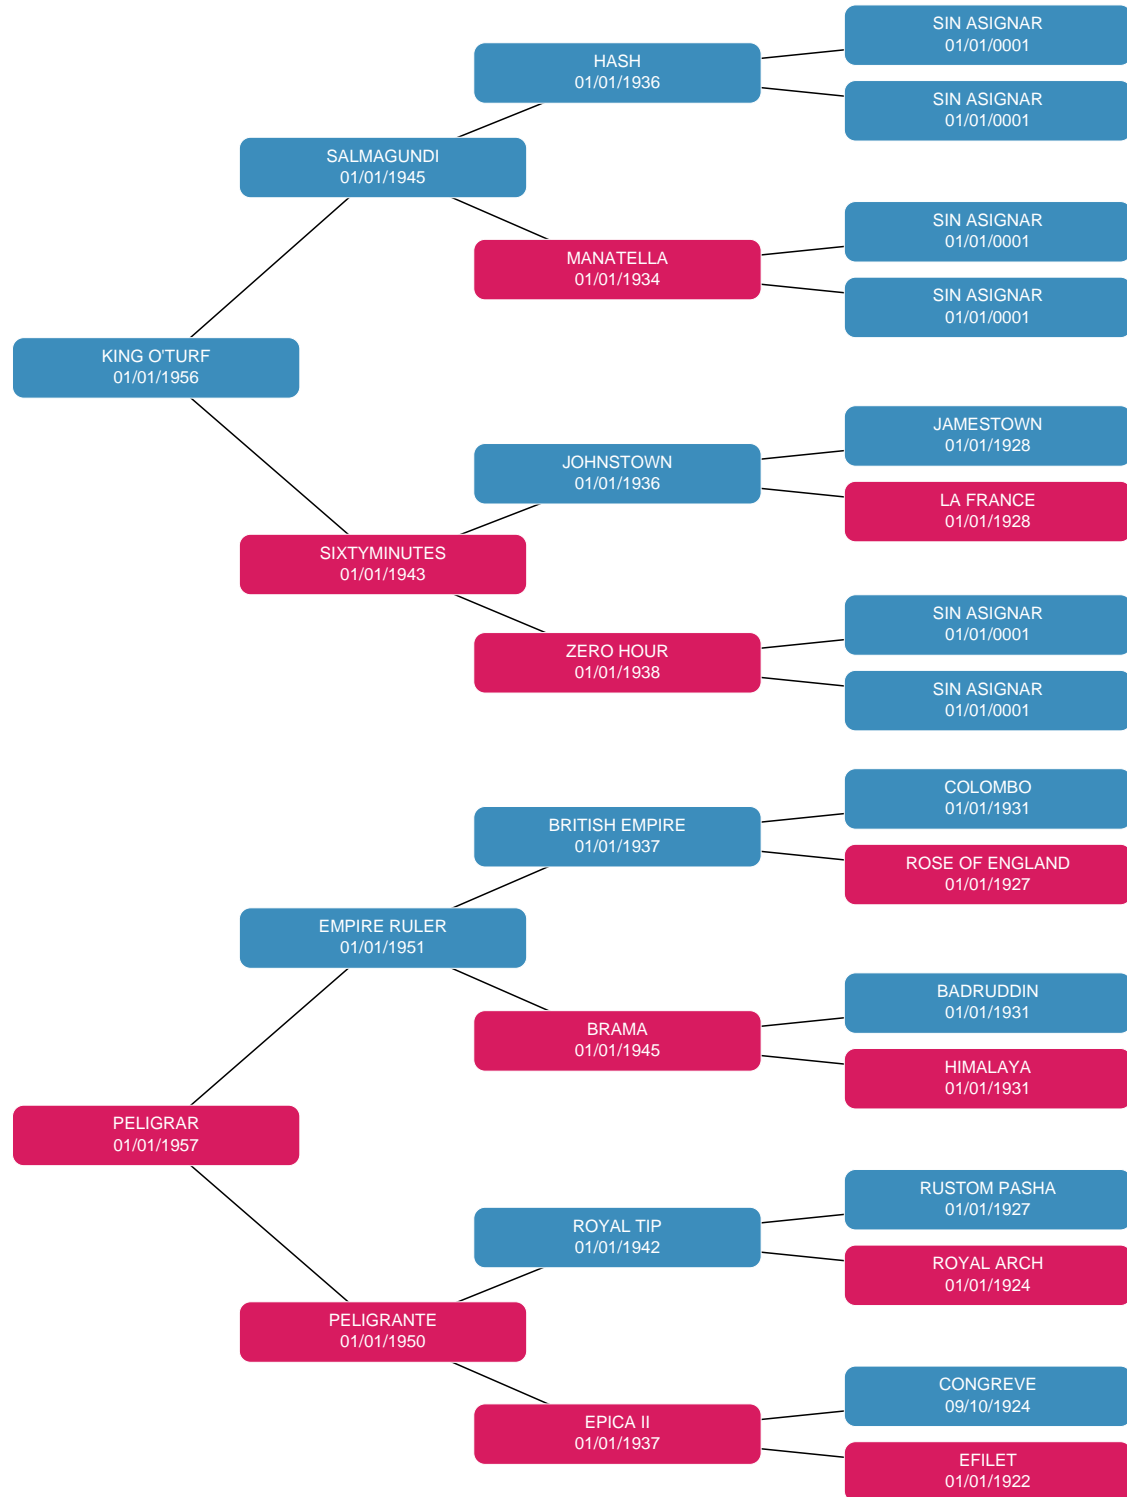 SIN ASIGNAR
01/01/0001
HASH
01/01/1936
SIN ASIGNAR
01/01/0001
SALMAGUNDI
01/01/1945
SIN ASIGNAR
01/01/0001
MANATELLA
01/01/1934
SIN ASIGNAR
01/01/0001
KING O'TURF
01/01/1956
JAMESTOWN
01/01/1928
JOHNSTOWN
01/01/1936
LA FRANCE
01/01/1928
SIXTYMINUTES
01/01/1943
SIN ASIGNAR
01/01/0001
ZERO HOUR
01/01/1938
SIN ASIGNAR
01/01/0001
COLOMBO
01/01/1931
BRITISH EMPIRE
01/01/1937
ROSE OF ENGLAND
01/01/1927
EMPIRE RULER
01/01/1951
BADRUDDIN
01/01/1931
BRAMA
01/01/1945
HIMALAYA
01/01/1931
PELIGRAR
01/01/1957
RUSTOM PASHA
01/01/1927
ROYAL TIP
01/01/1942
ROYAL ARCH
01/01/1924
PELIGRANTE
01/01/1950
CONGREVE
09/10/1924
EPICA II
01/01/1937
EFILET
01/01/1922